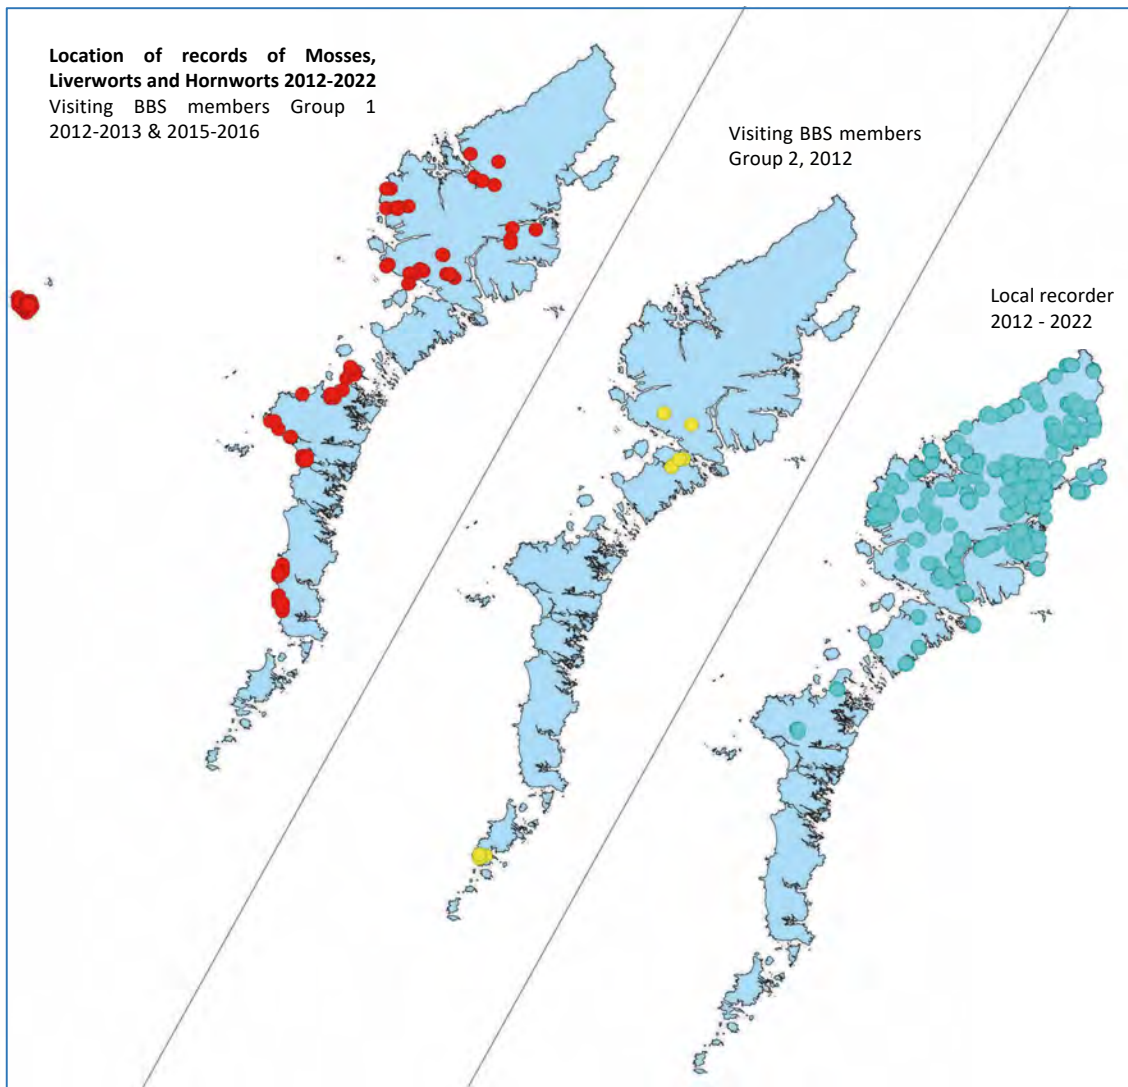 Location of records of Mosses,
Liverworts and Hornworts 2012-2022
Visiting BBS members Group 1
2012-2013 & 2015-2016
Visiting BBS members
Group 2, 2012
Local recorder
2012 - 2022